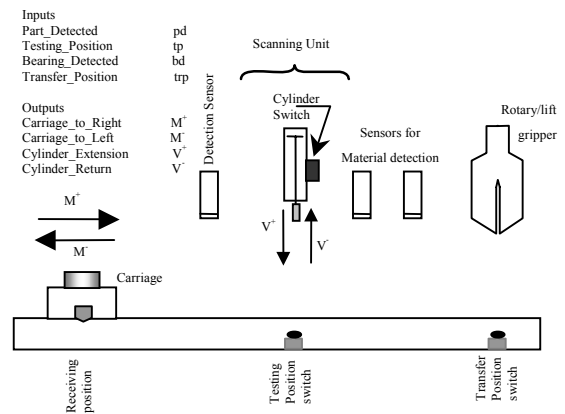 Inputs
Part_Detected pd
Testing_Position tp
Bearing_Detected bd
Transfer_Position trp
Outputs
Carriage_to_Right M+
Carriage_to_Left M-
Cylinder_Extension V+
Cylinder_Return V-
M+
M-
Carriage
Detection Sensor
Scanning Unit
Cylinder
Switch
V+
V-
Sensors for
Material detection
Rotary/lift
gripper
Receiving
position
Testing
Position
switch
Transfer
Position
switch